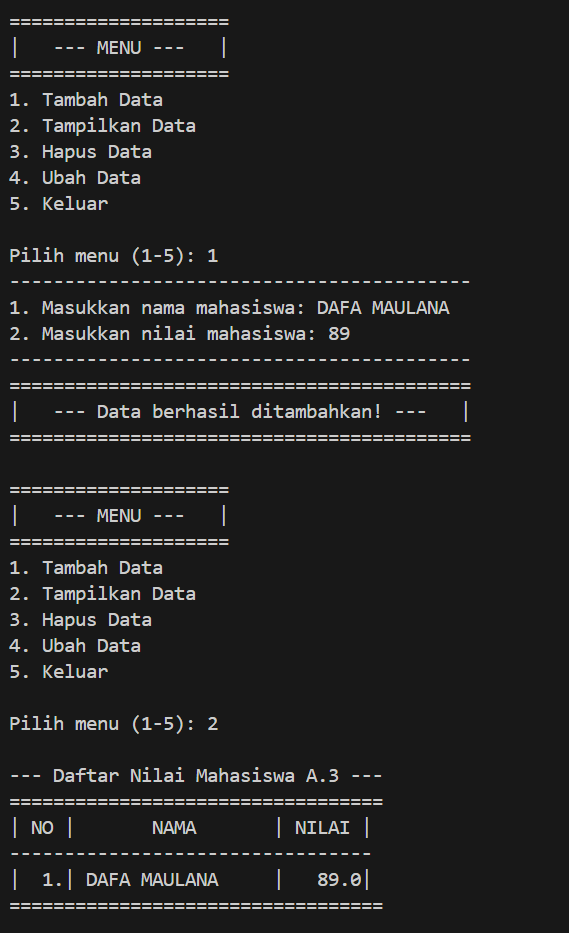 ====================
|   --- MENU ---   |
====================
1. Tambah Data
2. Tampilkan Data
3. Hapus Data
4. Ubah Data
5. Keluar

Pilih menu (1-5): 1
------------------------------------------
1. Masukkan nama mahasiswa: DAFA MAULANA
2. Masukkan nilai mahasiswa: 89
------------------------------------------
==========================================
|   --- Data berhasil ditambahkan! ---   |
==========================================

====================
|   --- MENU ---   |
====================
1. Tambah Data
2. Tampilkan Data
3. Hapus Data
4. Ubah Data
5. Keluar

Pilih menu (1-5): 2

--- Daftar Nilai Mahasiswa A.3 ---
==================================
| NO |       NAMA       | NILAI |
---------------------------------
|  1.| DAFA MAULANA     |   89.0|
==================================